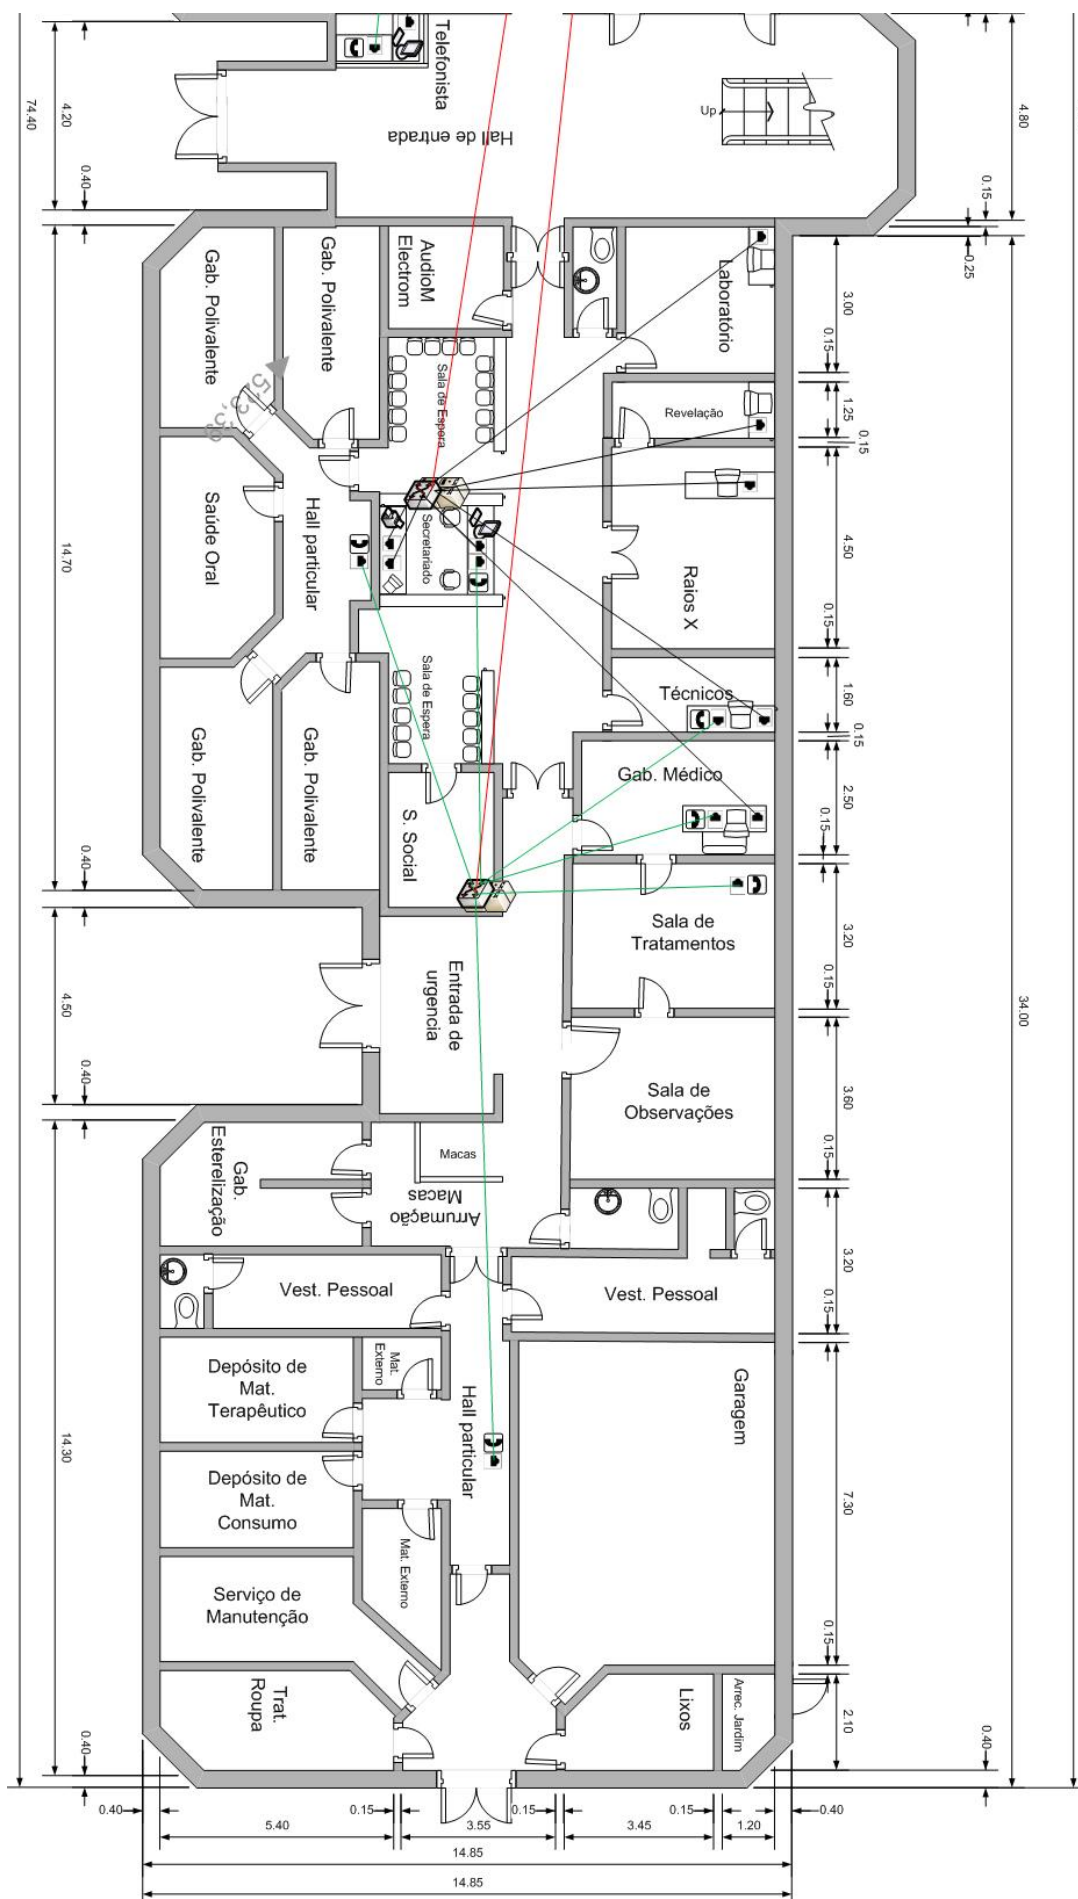 Telefonista
Up
Hall de entrada
4.80
4.20
74.40
0.40
0.15
0.25
AudioM
Electrom
Gab. Polivalente
Gab. Polivalente
Laboratório
3.00
0.15
Sala de Espera
523,39
Revelação
1.25
0.15
Saúde Oral
Hall particular
Secretariado
14.70
4.50
Raios X
0.15
Sala de Espera
Técnicos
1.60
0.15
Gab. Polivalente
Gab. Polivalente
S. Social
Gab. Médico
2.50
0.15
0.40
Sala de
Tratamentos
3.20
0.15
Entrada de
urgencia
4.50
34.00
0.40
Sala de
Observações
3.60
0.15
Gab.
Esterelização
Macas
Arrumação
Macas
3.20
0.15
Vest. Pessoal
Vest. Pessoal
Depósito de
Mat.
Terapêutico
Mat.
Externo
Hall particular
Garagem
14.30
Depósito de
Mat.
Consumo
7.30
Mat. Externo
Serviço de
Manutenção
0.15
Trat.
Roupa
Lixos
Arrec. Jardim
2.10
0.40
0.40
0.40
0.15
0.15
0.15
0.40
5.40
3.55
3.45
1.20
14.85
14.85